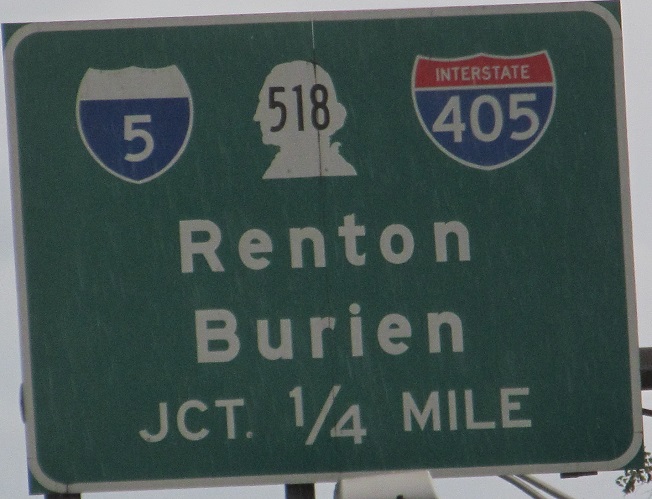 5 518 INTERSTATE 405
Renton
Burien
JCT. 1/4 MILE